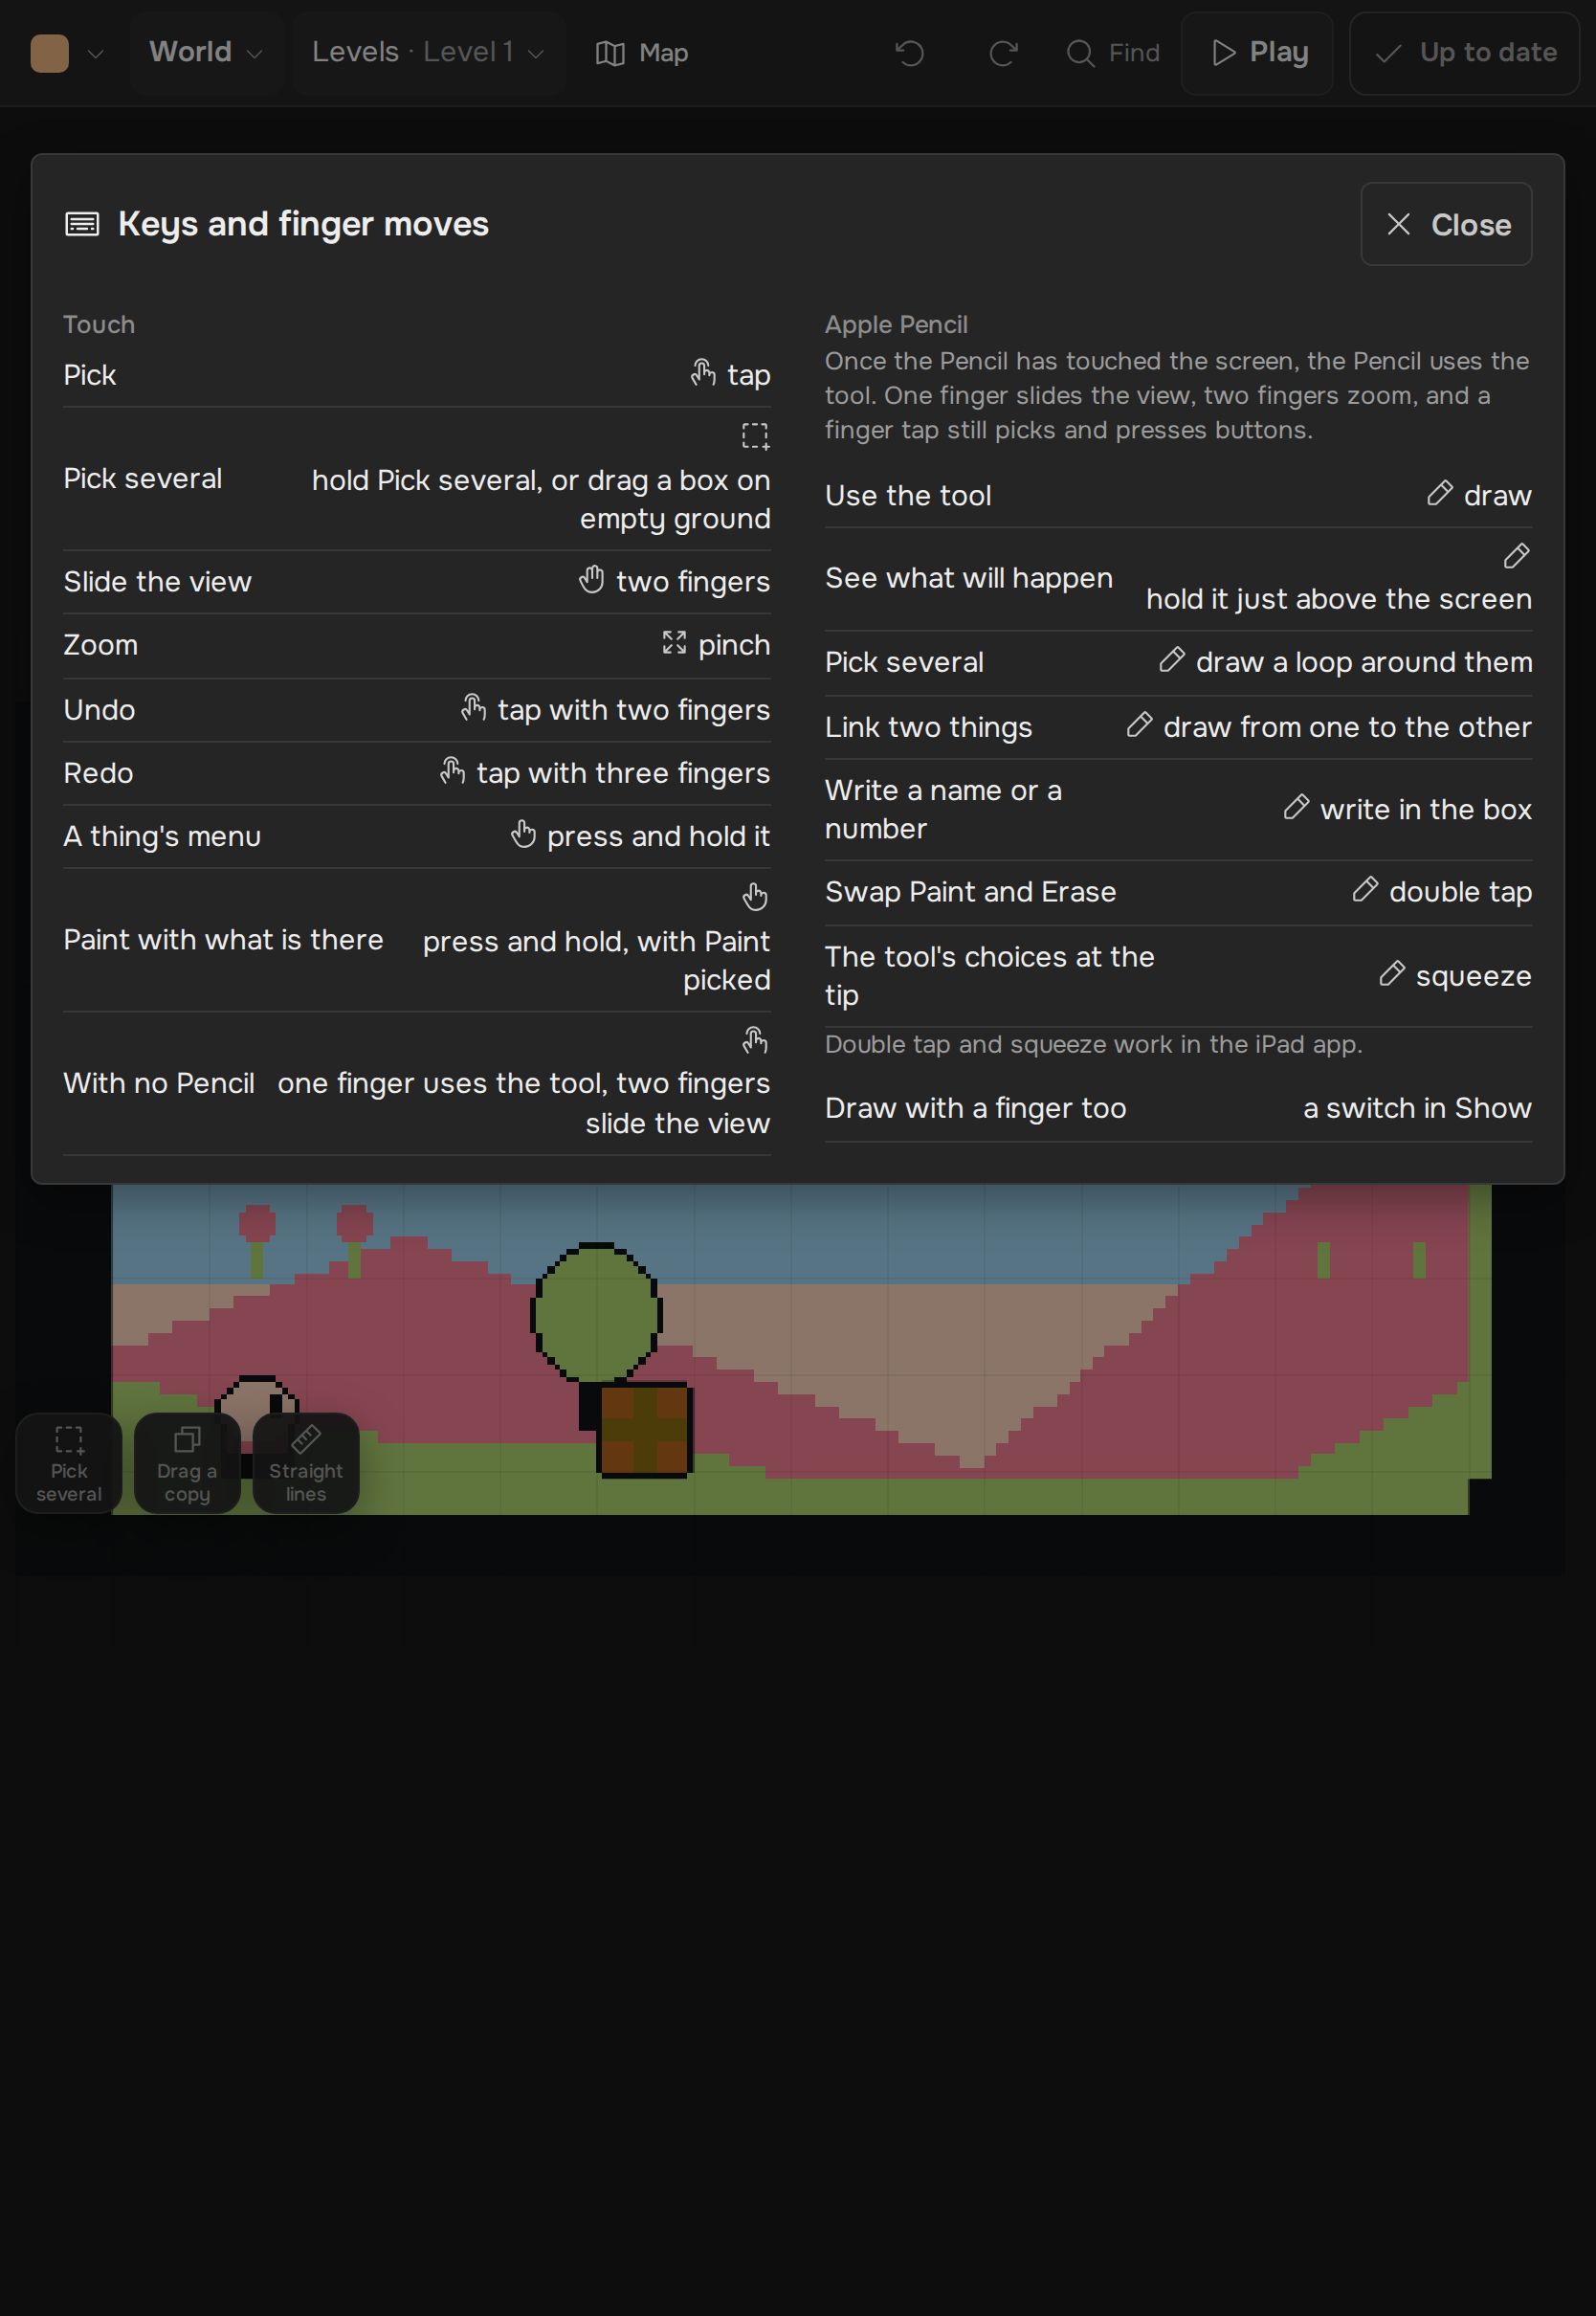 World
Levels · Level 1
Map
Find
Play
Up to date
Keys and finger moves
Close
Touch
Pick
tap
Pick several
hold Pick several, or drag a box on
empty ground
Slide the view
two fingers
Zoom
pinch
Undo
tap with two fingers
Redo
tap with three fingers
A thing's menu
press and hold it
Paint with what is there
press and hold, with Paint
picked
With no Pencil
one finger uses the tool, two fingers
slide the view
Apple Pencil
Once the Pencil has touched the screen, the Pencil uses the
tool. One finger slides the view, two fingers zoom, and a
finger tap still picks and presses buttons.
Use the tool
draw
See what will happen
hold it just above the screen
Pick several
draw a loop around them
Link two things
draw from one to the other
Write a name or a
number
write in the box
Swap Paint and Erase
double tap
The tool's choices at the
tip
squeeze
Double tap and squeeze work in the iPad app.
Draw with a finger too
a switch in Show
Pick
several
Drag a
copy
Straight
lines